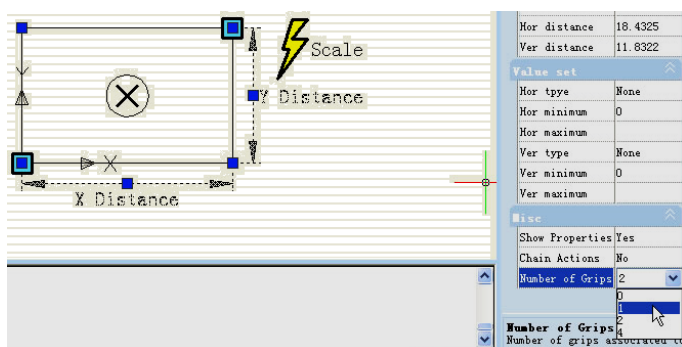 Scale
Y Distance
X
X Distance
Hor distance 18.4325
Ver distance 11.8322
Value set
Hor tpye None
Hor minimum 0
Hor maximum
Ver type None
Ver minimum 0
Ver maximum
Misc
Show Properties Yes
Chain Actions No
Number of Grips 2
0
1
2
4
Number of Grips
Number of grips associated to